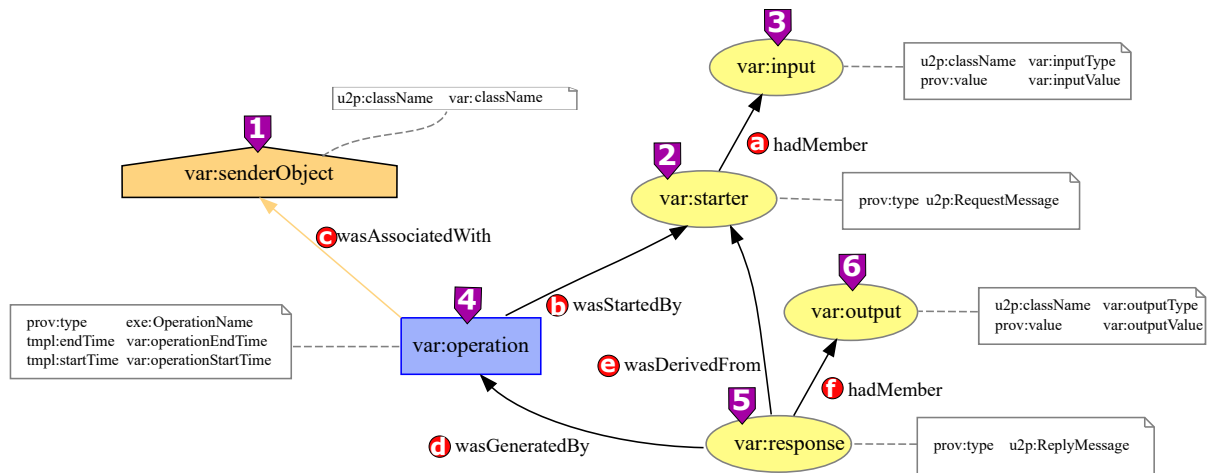 3
var:input
u2p:className var:inputType
prov:value var:inputValue
u2p:className var:className
1
var:senderObject
a hadMember
2
var:starter
prov:type u2p:RequestMessage
c wasAssociatedWith
6
var:output
u2p:className var:outputType
prov:value var:outputValue
4
b wasStartedBy
prov:type exe:OperationName
tmpl:endTime var:operationEndTime
tmpl:startTime var:operationStartTime
var:operation
e wasDerivedFrom
f hadMember
5
var:response
d wasGeneratedBy
prov:type u2p:ReplyMessage